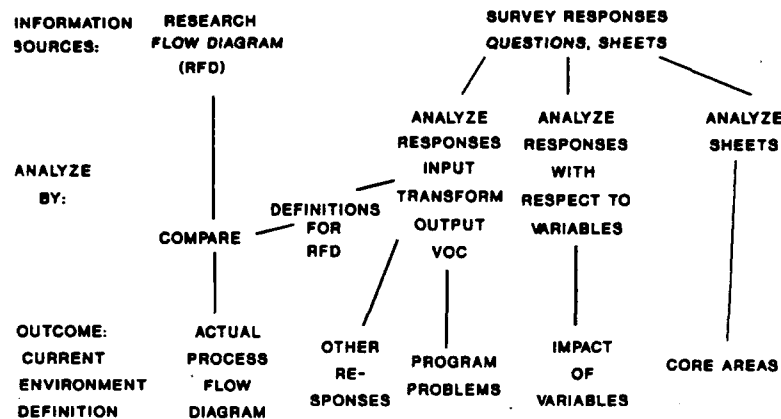 INFORMATION
SOURCES:
RESEARCH
FLOW DIAGRAM
(RFD)
SURVEY RESPONSES
QUESTIONS, SHEETS
ANALYZE
BY:
COMPARE
DEFINITIONS
FOR
RFD
ANALYZE
RESPONSES
INPUT
TRANSFORM
OUTPUT
VOC
ANALYZE
RESPONSES
WITH
RESPECT TO
VARIABLES
ANALYZE
SHEETS
OUTCOME:
CURRENT
ENVIRONMENT
DEFINITION
ACTUAL
PROCESS
FLOW
DIAGRAM
OTHER
RE-
SPONSES
PROGRAM
PROBLEMS
IMPACT
OF
VARIABLES
CORE AREAS